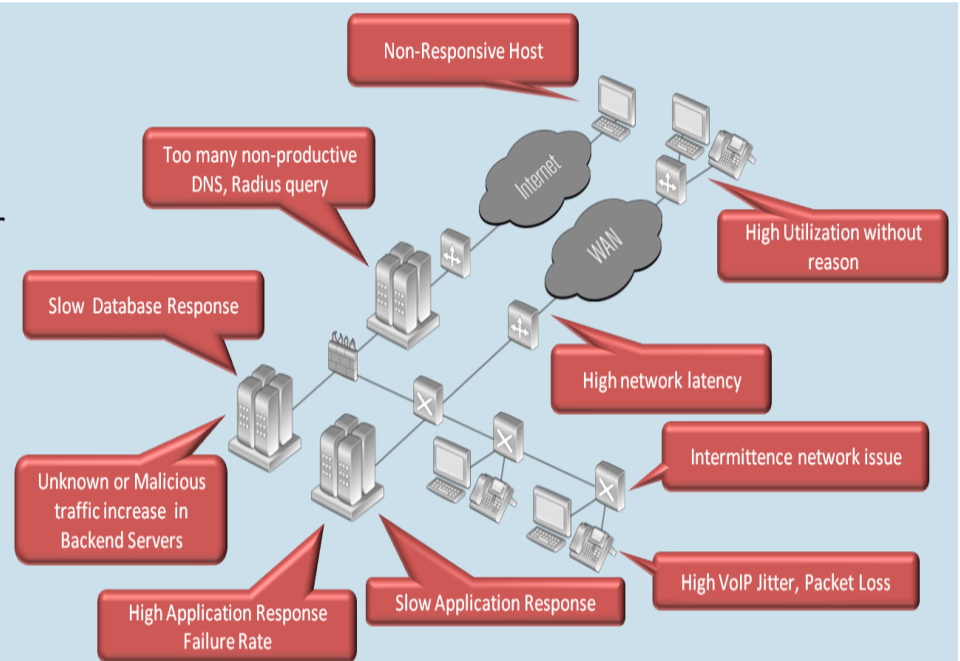 Non-Responsive Host
Too many non-productive
DNS, Radius query
Internet
WAN
r
High Utilization without
reason
Slow Database Response
High network latency
Unknown or Malicious
traffic increase in
Backend Servers
Intermittence network issue
High Application Response
Failure Rate
Slow Application Response
High VoIP Jitter, Packet Loss